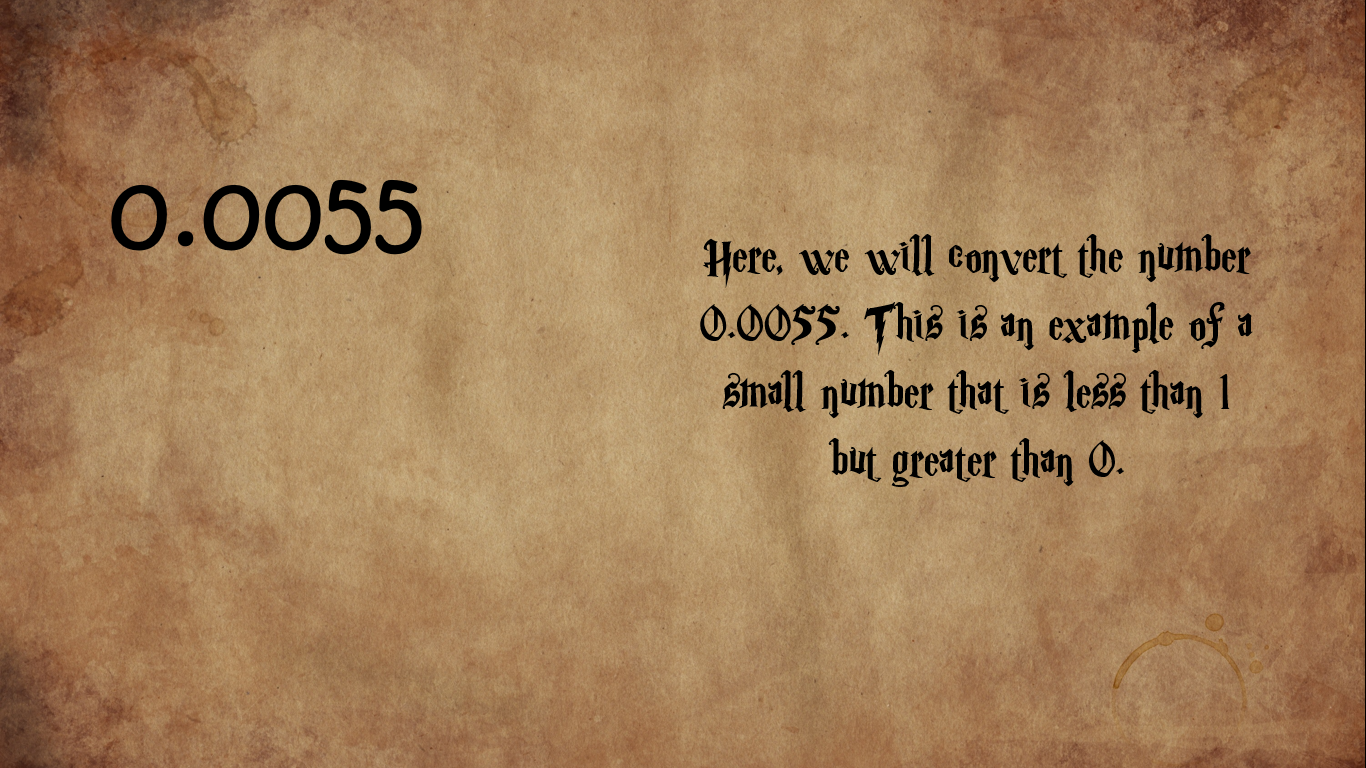 0.0055
Here, we will convert the number
0.0055. This is an example of a
small number that is less than 1
but greater than 0.